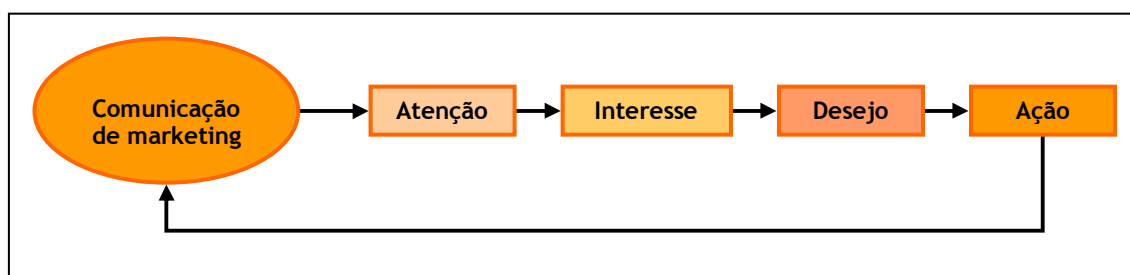 Comunicação
de marketing
Atenção
Interesse
Desejo
Ação